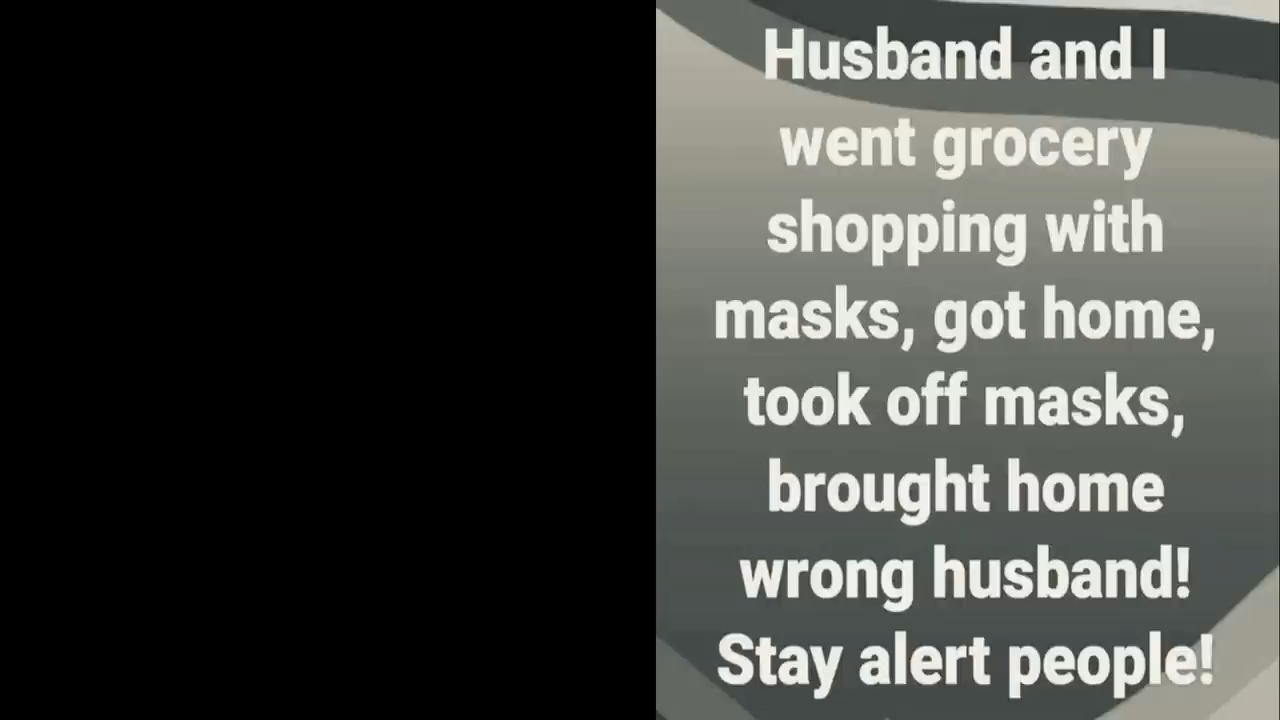 Husband and I
went grocery
shopping with
masks, got home,
took off masks,
brought home
wrong husband!
Stay alert people!